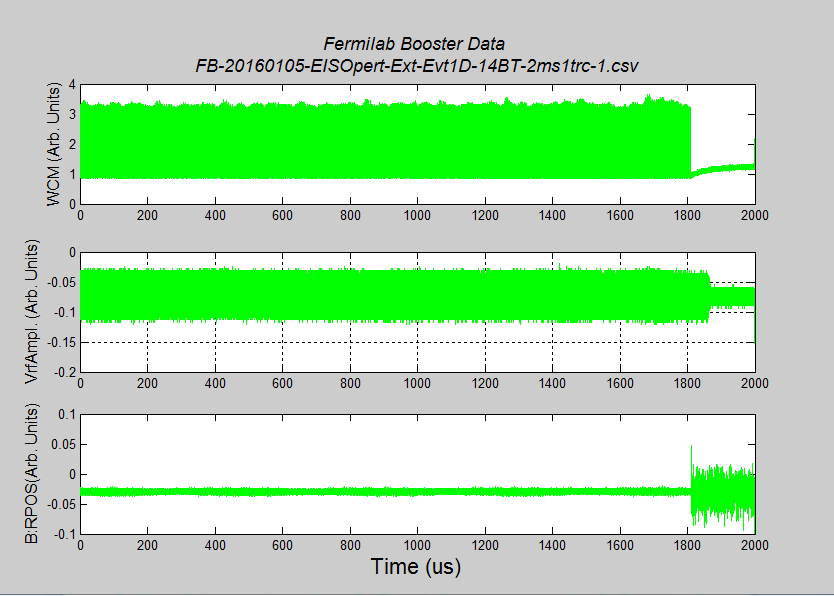 Fermilab Booster Data
FB-20160105-EISOpert-Ext-Evt1D-14BT-2ms1trc-1.csv
WCM (Arb. Units)
4
3
2
1
0
0 200 400 600 800 1000 1200 1400 1600 1800 2000
VrfAmpl. (Arb. Units)
0
-0.05
-0.1
-0.15
-0.2
0 200 400 600 800 1000 1200 1400 1600 1800 2000
B:RPOS(Arb. Units)
0.1
0.05
0
-0.05
-0.1
0 200 400 600 800 1000 1200 1400 1600 1800 2000
Time (us)